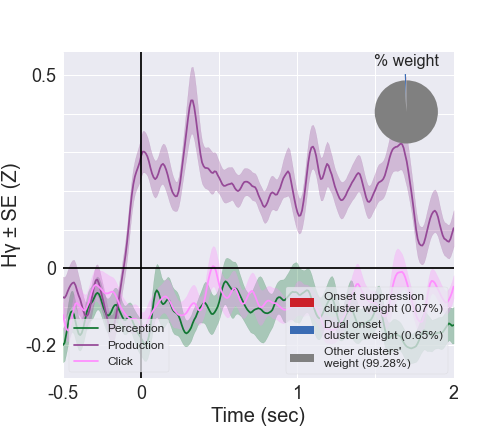 % weight
0.5
0
-0.2
Hγ ± SE (Z)
Perception
Production
Click
Onset suppression
cluster weight (0.07%)
Dual onset
cluster weight (0.65%)
Other clusters'
weight (99.28%)
-0.5
0
1
2
Time (sec)